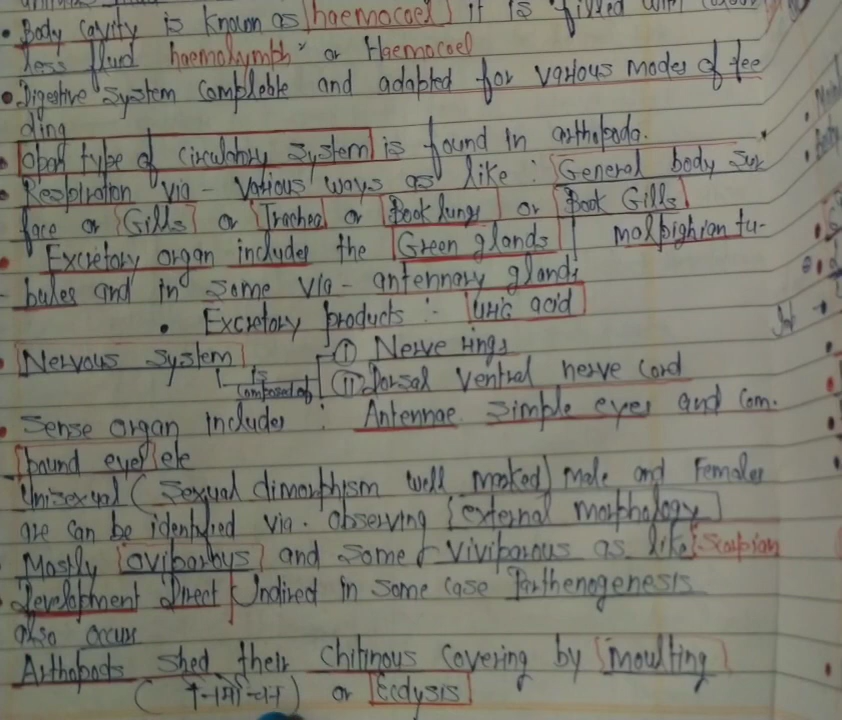 • Body cavity is known as haemocoel it is filled with
less fluid haemolymph" or Haemocoel
• Digestive System Complebte and adapted for various modes of fee
ding
• Open type of circulatory system is found in arthopoda.
• Respiration via - Various ways as like : General body sur
face or Gills or Trachea or Book lungs or Book Gills
• Excretory organ includes the Green glands | malpighian tu-
- bules and in some via - antennary glands
• Excretory products :- Uric acid
• Nervous System is composed of ① Nerve rings
② Dorsal Ventral nerve cord
• Sense organ includes : Antennae Simple eyes and com-
pound eyes etc
Unisexual ( Sexual dimorphism well marked) Male and Females
are can be identified via. observing external morphology
• Mostly oviparous and some viviparous as like Scorpion
• Development Direct | Indirect in some case Parthenogenesis
also occurs
Arthopods shed their chitinous covering by moulting
( or Ecdysis